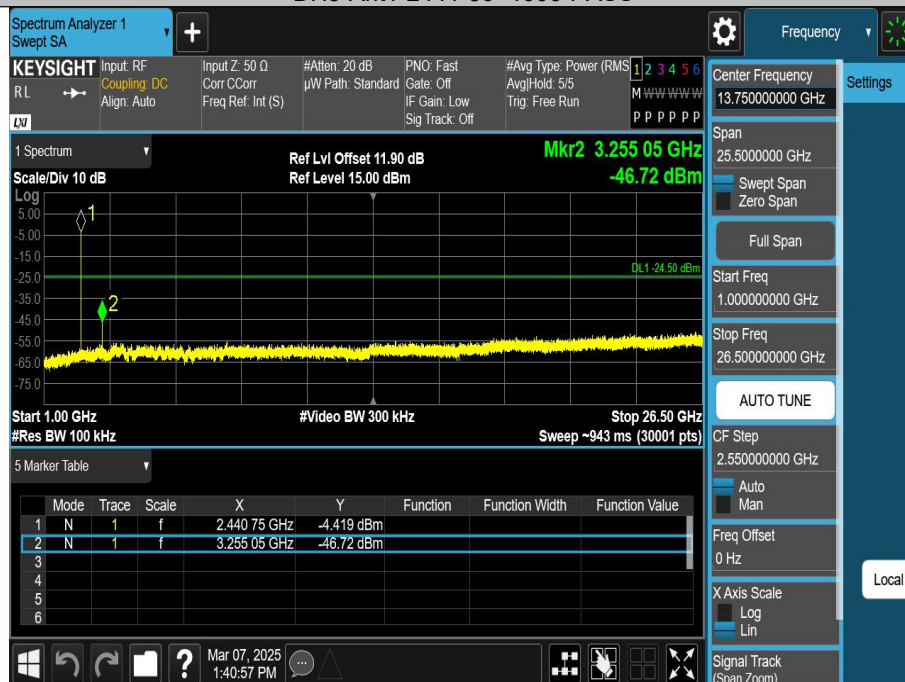 Spectrum Analyzer 1
Swept SA
+
Frequency
KEYSIGHT
RL
LXI
Input: RF
Coupling: DC
Align: Auto
Input Z: 50 Ω
Corr CCorr
Freq Ref: Int (S)
#Atten: 20 dB
µW Path: Standard
PNO: Fast
Gate: Off
IF Gain: Low
Sig Track: Off
#Avg Type: Power (RMS
Avg|Hold: 5/5
Trig: Free Run
1 2 3 4 5 6
M W W W W W
P P P P P P
1 Spectrum
Scale/Div 10 dB
Ref Lvl Offset 11.90 dB
Ref Level 15.00 dBm
Mkr2 3.255 05 GHz
-46.72 dBm
Log
5.00
-5.00
-15.0
-25.0
-35.0
-45.0
-55.0
-65.0
-75.0
1
2
DL1 -24.50 dBm
Start 1.00 GHz
#Video BW 300 kHz
Stop 26.50 GHz
#Res BW 100 kHz
Sweep ~943 ms (30001 pts)
5 Marker Table
Mode Trace Scale X Y Function Function Width Function Value
1 N 1 f 2.440 75 GHz -4.419 dBm
2 N 1 f 3.255 05 GHz -46.72 dBm
3
4
5
6
?
Mar 07, 2025
1:40:57 PM
Center Frequency
13.750000000 GHz
Settings
Span
25.5000000 GHz
Swept Span
Zero Span
Full Span
Start Freq
1.000000000 GHz
Stop Freq
26.500000000 GHz
AUTO TUNE
CF Step
2.550000000 GHz
Auto
Man
Freq Offset
0 Hz
Local
X Axis Scale
Log
Lin
Signal Track
(Span Zoom)